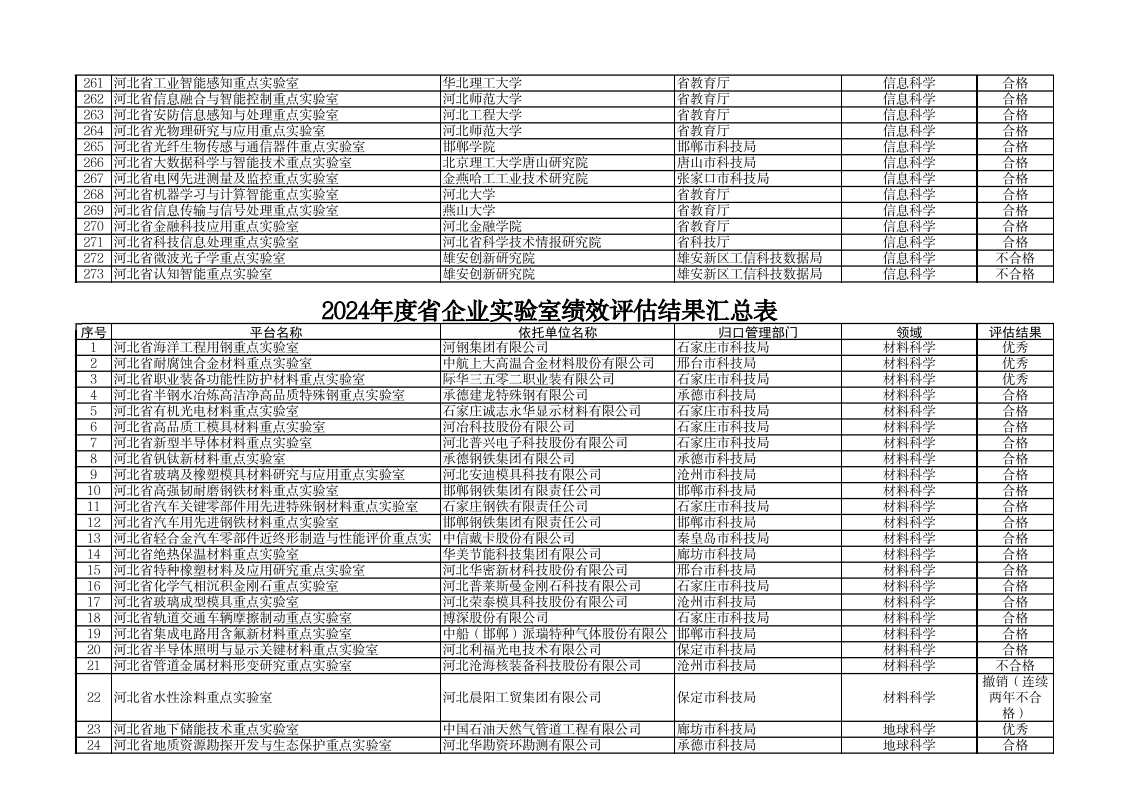 261 河北省工业智能感知重点实验室 华北理工大学 省教育厅 信息科学 合格
262 河北省信息融合与智能控制重点实验室 河北师范大学 省教育厅 信息科学 合格
263 河北省安防信息感知与处理重点实验室 河北工程大学 省教育厅 信息科学 合格
264 河北省光物理研究与应用重点实验室 河北师范大学 省教育厅 信息科学 合格
265 河北省光纤生物传感与通信器件重点实验室 邯郸学院 邯郸市科技局 信息科学 合格
266 河北省大数据科学与智能技术重点实验室 北京理工大学唐山研究院 唐山市科技局 信息科学 合格
267 河北省电网先进测量及监控重点实验室 金燕哈工工业技术研究院 张家口市科技局 信息科学 合格
268 河北省机器学习与计算智能重点实验室 河北大学 省教育厅 信息科学 合格
269 河北省信息传输与信号处理重点实验室 燕山大学 省教育厅 信息科学 合格
270 河北省金融科技应用重点实验室 河北金融学院 省教育厅 信息科学 合格
271 河北省科技信息处理重点实验室 河北省科学技术情报研究院 省科技厅 信息科学 合格
272 河北省微波光子学重点实验室 雄安创新研究院 雄安新区工信科技数据局 信息科学 不合格
273 河北省认知智能重点实验室 雄安创新研究院 雄安新区工信科技数据局 信息科学 不合格
2024年度省企业实验室绩效评估结果汇总表
序号 平台名称 依托单位名称 归口管理部门 领域 评估结果
1 河北省海洋工程用钢重点实验室 河钢集团有限公司 石家庄市科技局 材料科学 优秀
2 河北省耐腐蚀合金材料重点实验室 中航上大高温合金材料股份有限公司 邢台市科技局 材料科学 优秀
3 河北省职业装备功能性防护材料重点实验室 际华三五零二职业装有限公司 石家庄市科技局 材料科学 优秀
4 河北省半钢水冶炼高洁净高品质特殊钢重点实验室 承德建龙特殊钢有限公司 承德市科技局 材料科学 合格
5 河北省有机光电材料重点实验室 石家庄诚志永华显示材料有限公司 石家庄市科技局 材料科学 合格
6 河北省高品质工模具材料重点实验室 河冶科技股份有限公司 石家庄市科技局 材料科学 合格
7 河北省新型半导体材料重点实验室 河北普兴电子科技股份有限公司 石家庄市科技局 材料科学 合格
8 河北省钒钛新材料重点实验室 承德钢铁集团有限公司 承德市科技局 材料科学 合格
9 河北省玻璃及橡塑模具材料研究与应用重点实验室 河北安迪模具科技有限公司 沧州市科技局 材料科学 合格
10 河北省高强韧耐磨钢铁材料重点实验室 邯郸钢铁集团有限责任公司 邯郸市科技局 材料科学 合格
11 河北省汽车关键零部件用先进特殊钢材料重点实验室 石家庄钢铁有限责任公司 石家庄市科技局 材料科学 合格
12 河北省汽车用先进钢铁材料重点实验室 邯郸钢铁集团有限责任公司 邯郸市科技局 材料科学 合格
13 河北省轻合金汽车零部件近终形制造与性能评价重点实 中信戴卡股份有限公司 秦皇岛市科技局 材料科学 合格
14 河北省绝热保温材料重点实验室 华美节能科技集团有限公司 廊坊市科技局 材料科学 合格
15 河北省特种橡塑材料及应用研究重点实验室 河北华密新材科技股份有限公司 邢台市科技局 材料科学 合格
16 河北省化学气相沉积金刚石重点实验室 河北普莱斯曼金刚石科技有限公司 石家庄市科技局 材料科学 合格
17 河北省玻璃成型模具重点实验室 河北荣泰模具科技股份有限公司 沧州市科技局 材料科学 合格
18 河北省轨道交通车辆摩擦制动重点实验室 博深股份有限公司 石家庄市科技局 材料科学 合格
19 河北省集成电路用含氟新材料重点实验室 中船（邯郸）派瑞特种气体股份有限公 邯郸市科技局 材料科学 合格
20 河北省半导体照明与显示关键材料重点实验室 河北利福光电技术有限公司 保定市科技局 材料科学 合格
21 河北省管道金属材料形变研究重点实验室 河北沧海核装备科技股份有限公司 沧州市科技局 材料科学 不合格
22 河北省水性涂料重点实验室 河北晨阳工贸集团有限公司 保定市科技局 材料科学 撤销（连续
两年不合
格）
23 河北省地下储能技术重点实验室 中国石油天然气管道工程有限公司 廊坊市科技局 地球科学 优秀
24 河北省地质资源勘探开发与生态保护重点实验室 河北华勘资环勘测有限公司 承德市科技局 地球科学 合格